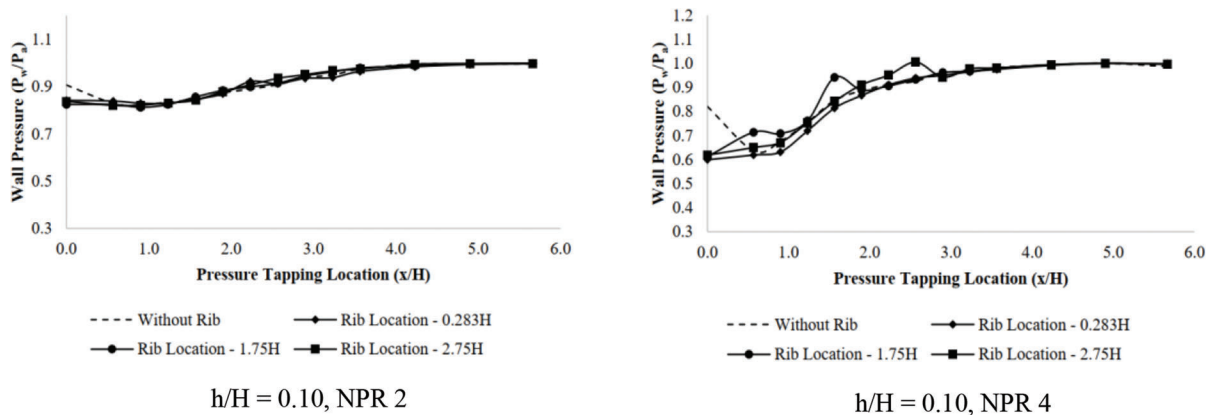 Wall Pressure (Pw/Pa)
1.1
0.9
0.7
0.5
0.3
0.0 1.0 2.0 3.0 4.0 5.0 6.0
Pressure Tapping Location (x/H)
Without Rib
Rib Location - 0.283H
Rib Location - 1.75H
Rib Location - 2.75H
h/H = 0.10, NPR 2
Wall Pressure (Pw/Pa)
1.2
1.1
1.0
0.9
0.8
0.7
0.6
0.5
0.4
0.3
0.0 1.0 2.0 3.0 4.0 5.0 6.0
Pressure Tapping Location (x/H)
Without Rib
Rib Location - 0.283H
Rib Location - 1.75H
Rib Location - 2.75H
h/H = 0.10, NPR 4